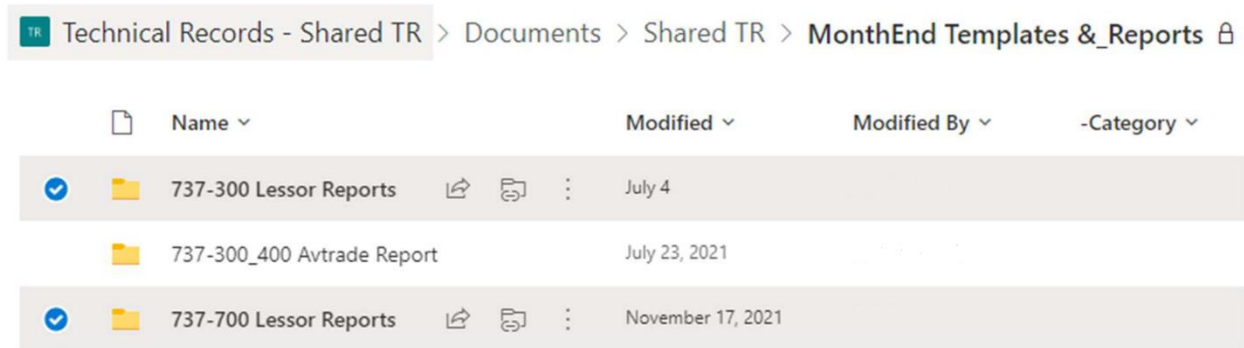 TR Technical Records - Shared TR > Documents > Shared TR > MonthEnd Templates &_Reports
Name Modified Modified By -Category
737-300 Lessor Reports July 4
737-300_400 Avtrade Report July 23, 2021
737-700 Lessor Reports November 17, 2021